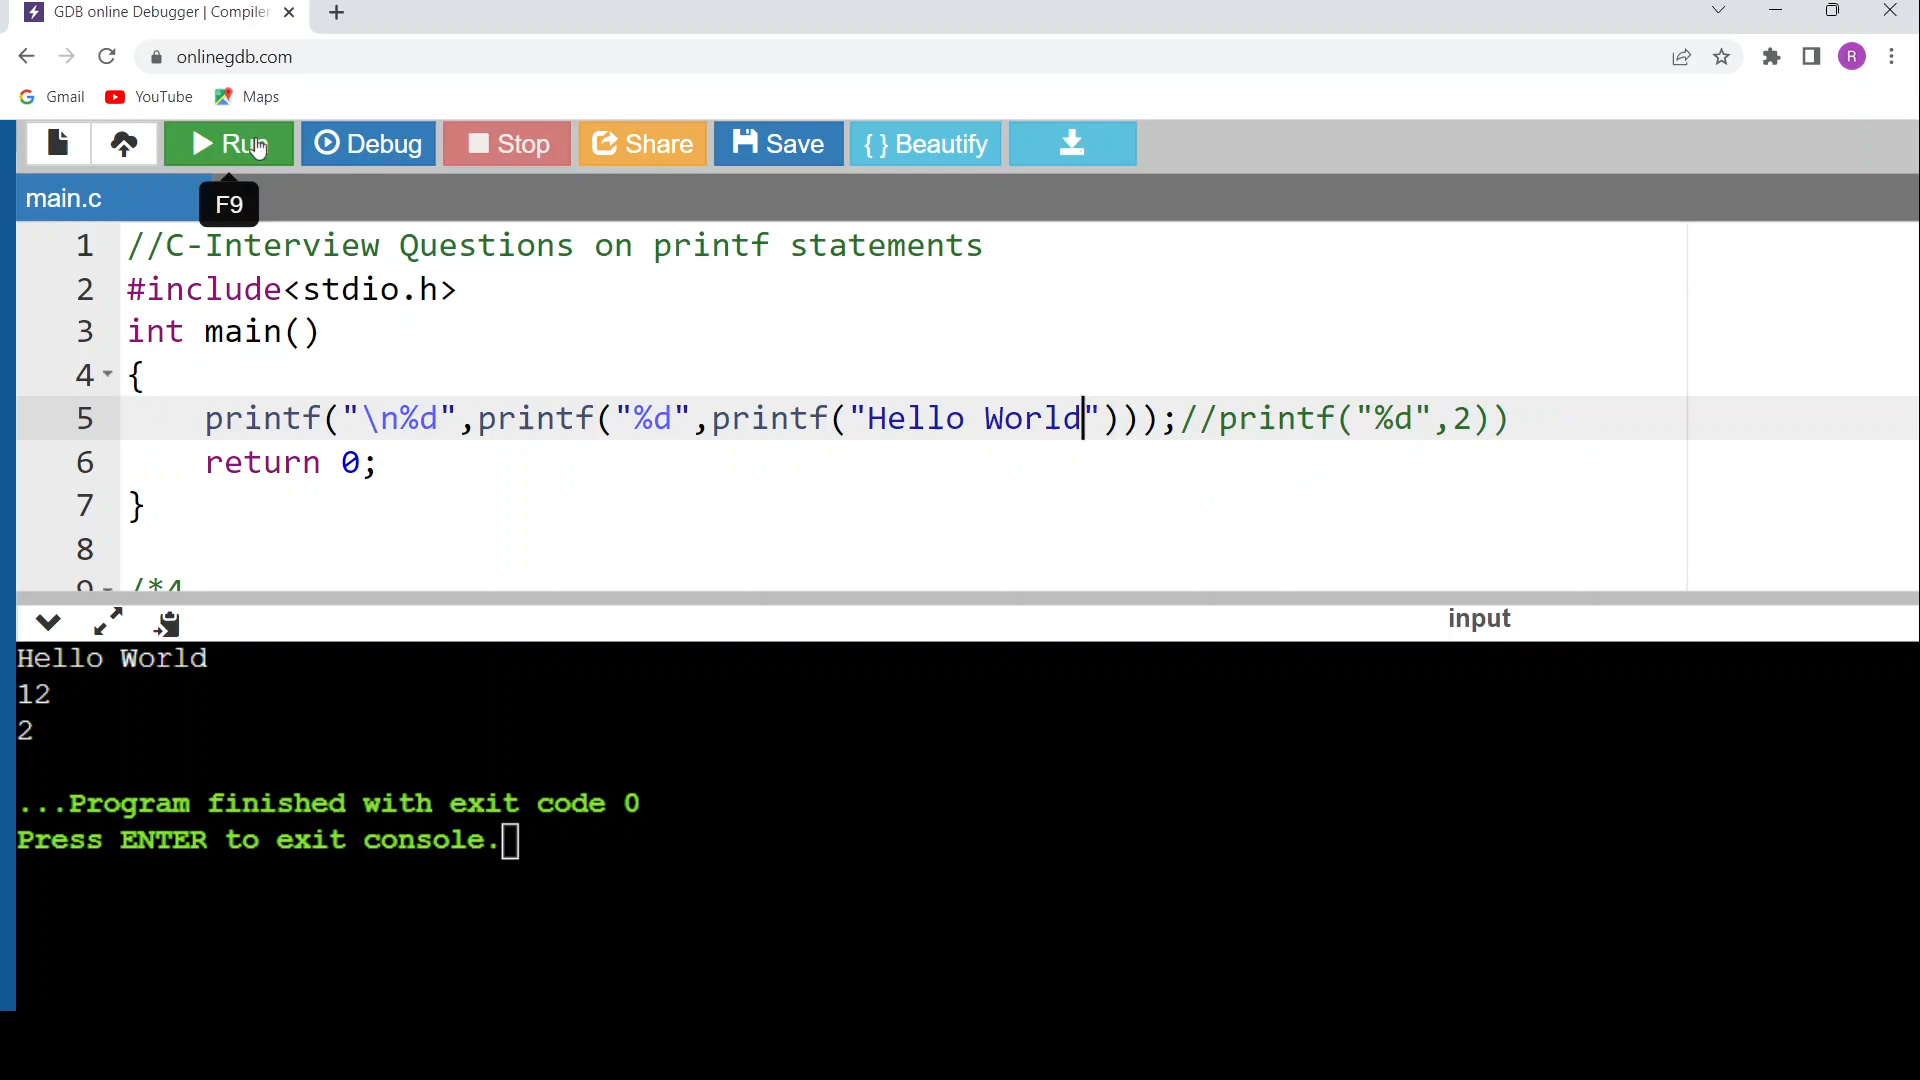 GDB online Debugger | Compiler
onlinegdb.com
R
Gmail YouTube Maps
Run Debug Stop Share Save { } Beautify
main.c
F9
1 //C-Interview Questions on printf statements
2 #include<stdio.h>
3 int main()
4 {
5 printf("\n%d",printf("%d",printf("Hello World")));//printf("%d",2))
6 return 0;
7 }
8
9 /*4
input
Hello World
12
2
...Program finished with exit code 0
Press ENTER to exit console.